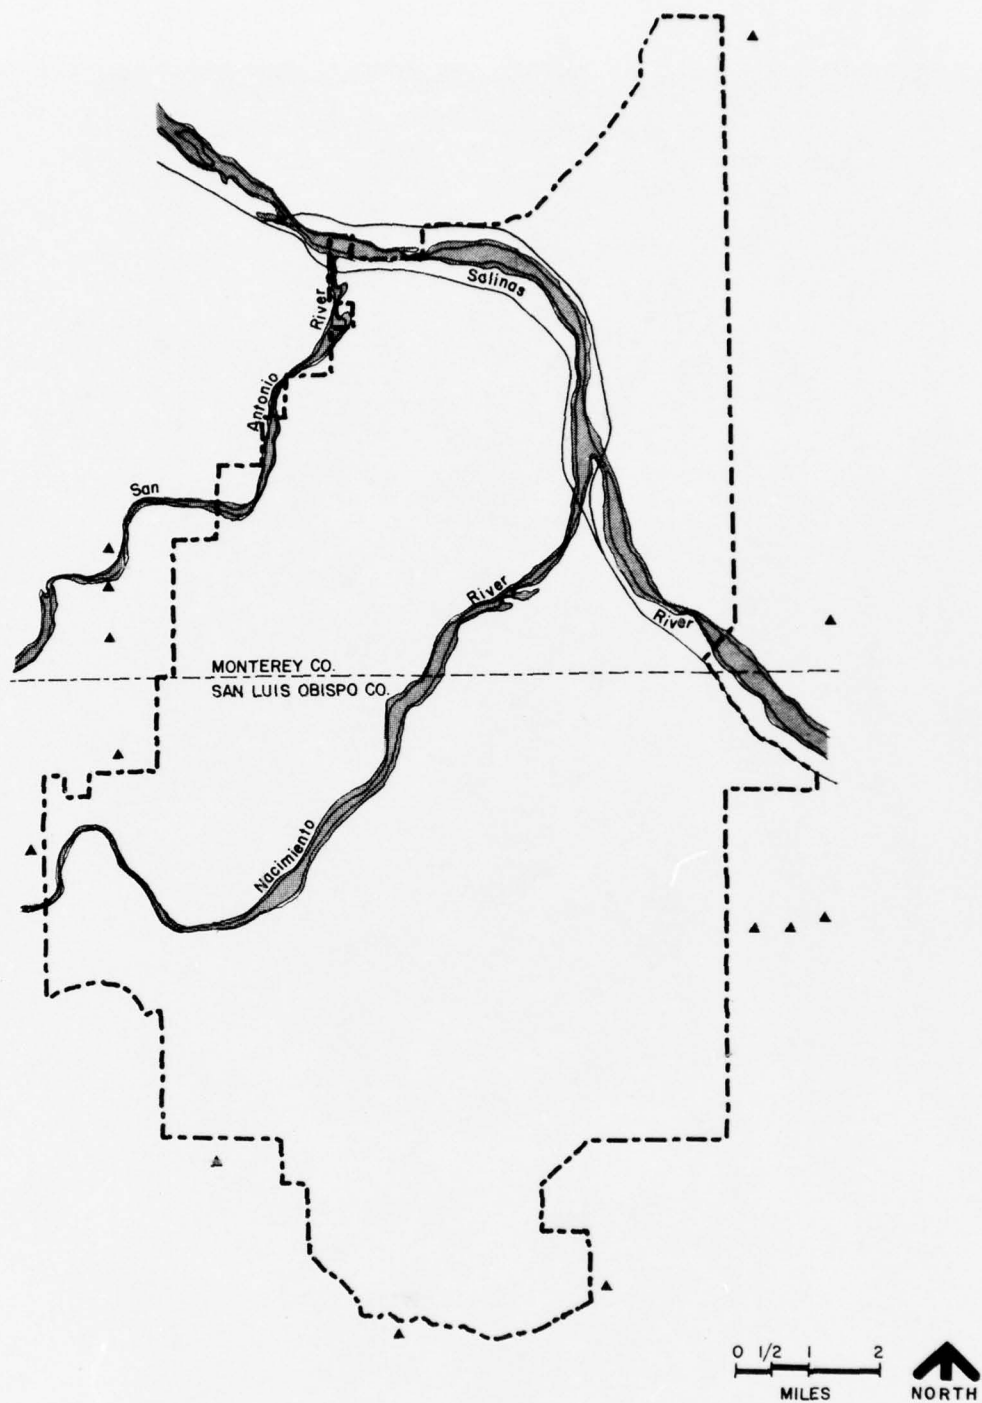 Salinas
River
Antonio
San
River
River
MONTEREY CO.
SAN LUIS OBISPO CO.
Nacimiento
0 1/2 1 2
MILES
NORTH